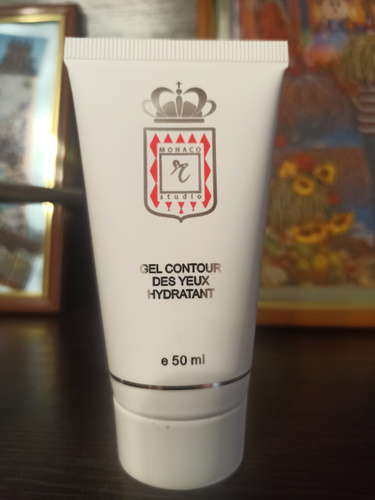 MONACO
studio
GEL CONTOUR
DES YEUX
HYDRATANT
e 50 ml